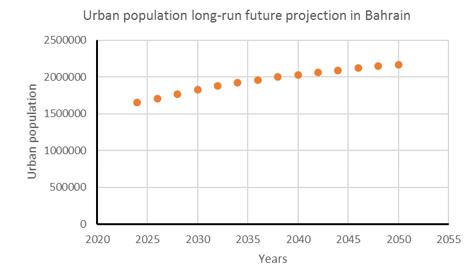 Urban population long-run future projection in Bahrain
2500000
2000000
1500000
1000000
500000
0
Urban population
2020 2025 2030 2035 2040 2045 2050 2055
Years